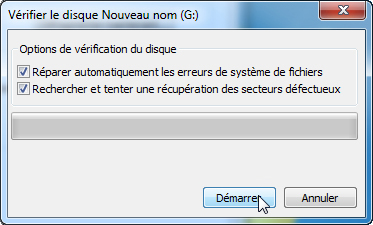 Vérifier le disque Nouveau nom (G:)
Options de vérification du disque
Réparer automatiquement les erreurs de système de fichiers
Rechercher et tenter une récupération des secteurs défectueux
Démarrer
Annuler